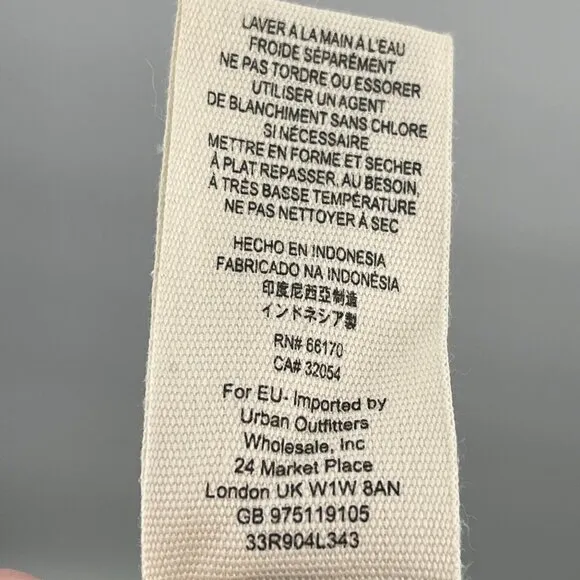 LAVER À LA MAIN À L'EAU
FROIDE SÉPARÉMENT
NE PAS TORDRE OU ESSORER
UTILISER UN AGENT
DE BLANCHIMENT SANS CHLORE
SI NÉCESSAIRE
METTRE EN FORME ET SECHER
À PLAT REPASSER, AU BESOIN,
À TRÈS BASSE TEMPÉRATURE
NE PAS NETTOYER À SEC
HECHO EN INDONESIA
FABRICADO NA INDONÉSIA
印度尼西亞制造
インドネシア製
RN# 66170
CA# 32054
For EU- Imported by
Urban Outfitters
Wholesale, Inc
24 Market Place
London UK W1W 8AN
GB 975119105
33R904L343